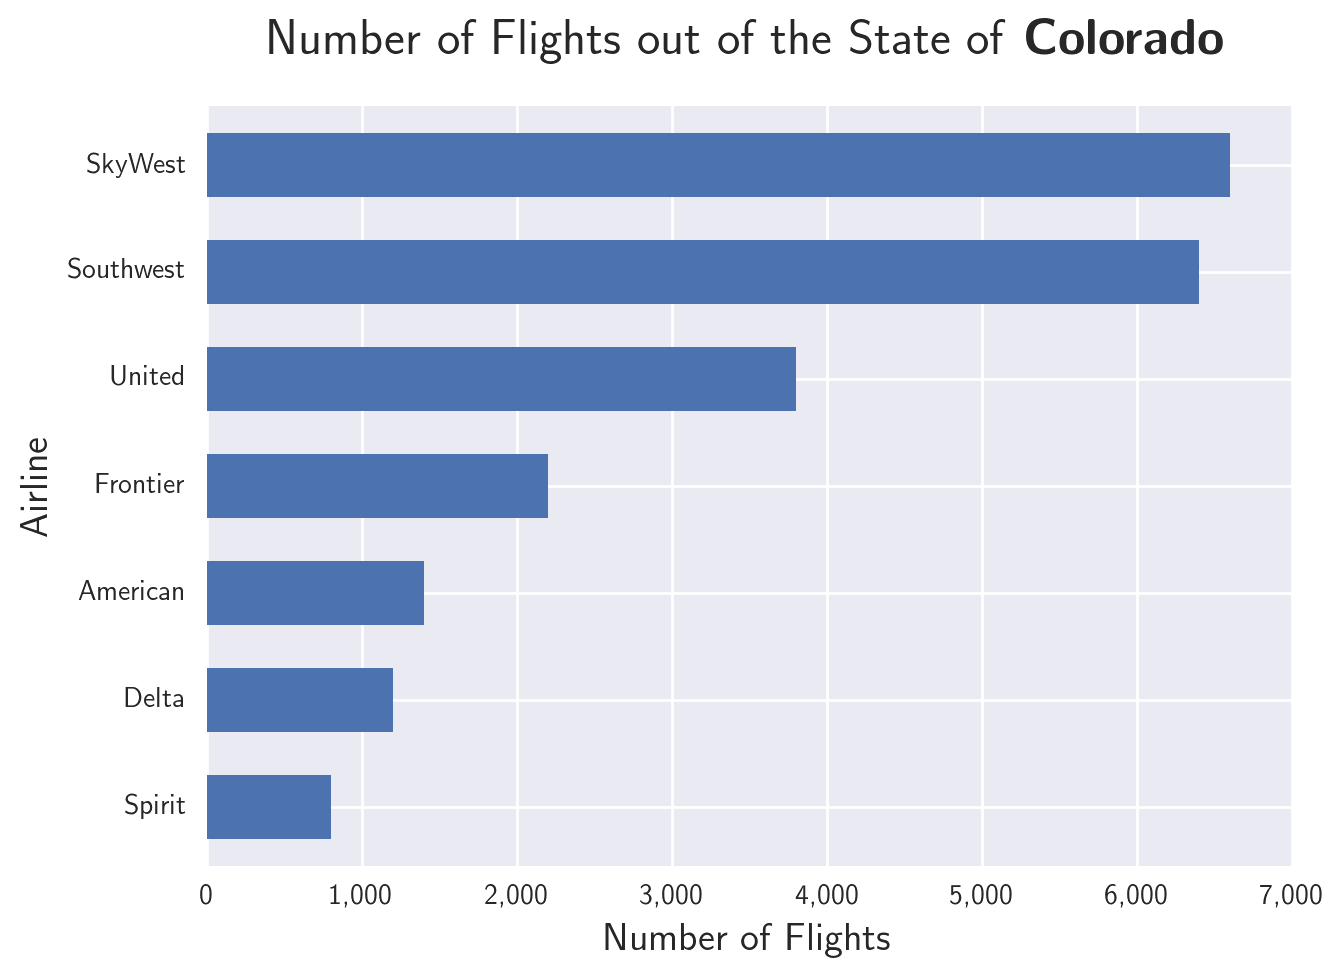 Number of Flights out of the State of Colorado
SkyWest
Southwest
United
Frontier
American
Delta
Spirit
Airline
0 1,000 2,000 3,000 4,000 5,000 6,000 7,000
Number of Flights